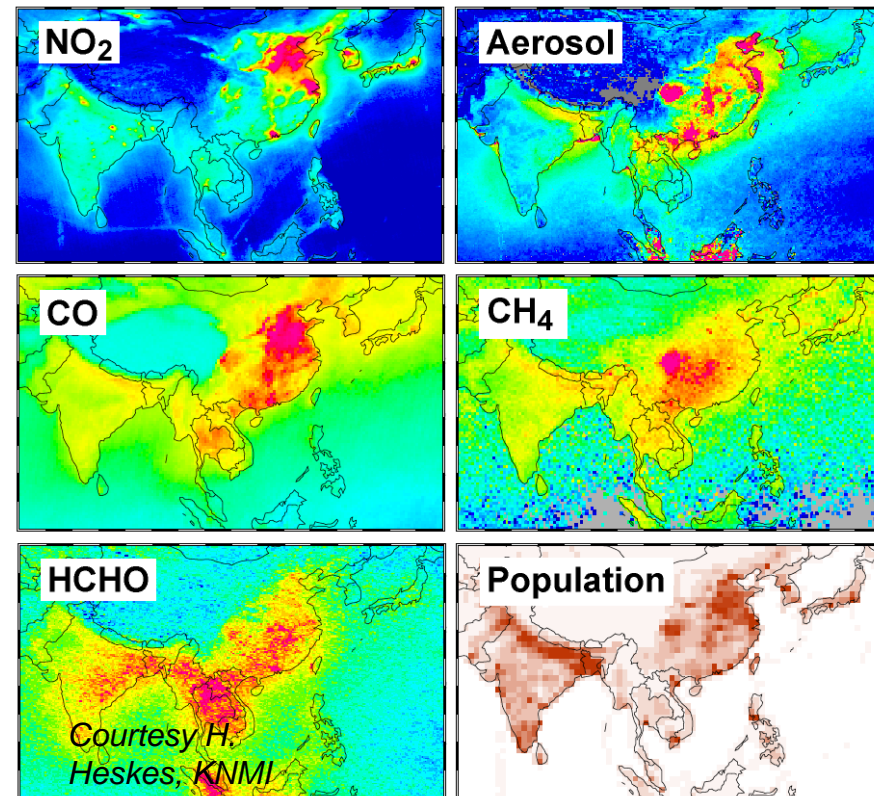 NO₂
Aerosol
CO
CH₄
HCHO
Population
Courtesy H.
Heskes, KNMI